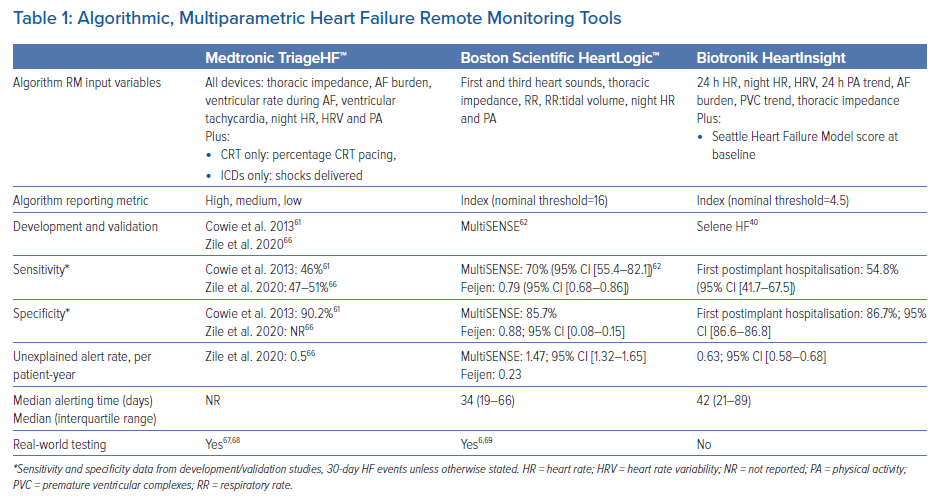 Table 1: Algorithmic, Multiparametric Heart Failure Remote Monitoring Tools
Medtronic TriageHF™ Boston Scientific HeartLogic™ Biotronik HeartInsight
Algorithm RM input variables All devices: thoracic impedance, AF burden, First and third heart sounds, thoracic 24 h HR, night HR, HRV, 24 h PA trend, AF
ventricular rate during AF, ventricular impedance, RR, RR:tidal volume, night HR burden, PVC trend, thoracic impedance
tachycardia, night HR, HRV and PA and PA Plus:
Plus: • Seattle Heart Failure Model score at
• CRT only: percentage CRT pacing, baseline
• ICDs only: shocks delivered
Algorithm reporting metric High, medium, low Index (nominal threshold=16) Index (nominal threshold=4.5)
Development and validation Cowie et al. 2013⁶¹ MultiSENSE⁶² Selene HF⁴⁰
Zile et al. 2020⁶⁶
Sensitivity* Cowie et al. 2013: 46%⁶¹ MultiSENSE: 70% (95% CI [55.4–82.1])⁶² First postimplant hospitalisation: 54.8%
Zile et al. 2020: 47–51%⁶⁶ Feijen: 0.79 (95% CI [0.68–0.86]) (95% CI [41.7–67.5])
Specificity* Cowie et al. 2013: 90.2%⁶¹ MultiSENSE: 85.7% First postimplant hospitalisation: 86.7%; 95%
Zile et al. 2020: NR⁶⁶ Feijen: 0.88; 95% CI [0.08–0.15] CI [86.6–86.8]
Unexplained alert rate, per Zile et al. 2020: 0.5⁶⁶ MultiSENSE: 1.47; 95% CI [1.32–1.65] 0.63; 95% CI [0.58–0.68]
patient-year Feijen: 0.23
Median alerting time (days) NR 34 (19–66) 42 (21–89)
Median (interquartile range)
Real-world testing Yes⁶⁷,⁶⁸ Yes⁶,⁶⁹ No
*Sensitivity and specificity data from development/validation studies, 30-day HF events unless otherwise stated. HR = heart rate; HRV = heart rate variability; NR = not reported; PA = physical activity;
PVC = premature ventricular complexes; RR = respiratory rate.